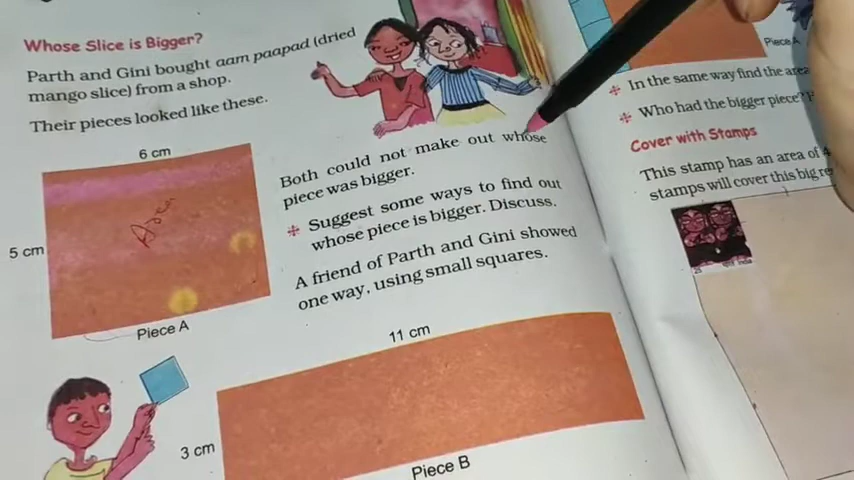 Whose Slice is Bigger?
Parth and Gini bought aam paapad (dried
mango slice) from a shop.
Their pieces looked like these.
6 cm
5 cm
Piece A
Both could not make out whose
piece was bigger.
Suggest some ways to find out
whose piece is bigger. Discuss.
A friend of Parth and Gini showed
one way, using small squares.
11 cm
3 cm
Piece B
Piece A
In the same way find the area
Who had the bigger piece?
Cover with Stamps
This stamp has an area of 4
stamps will cover this big